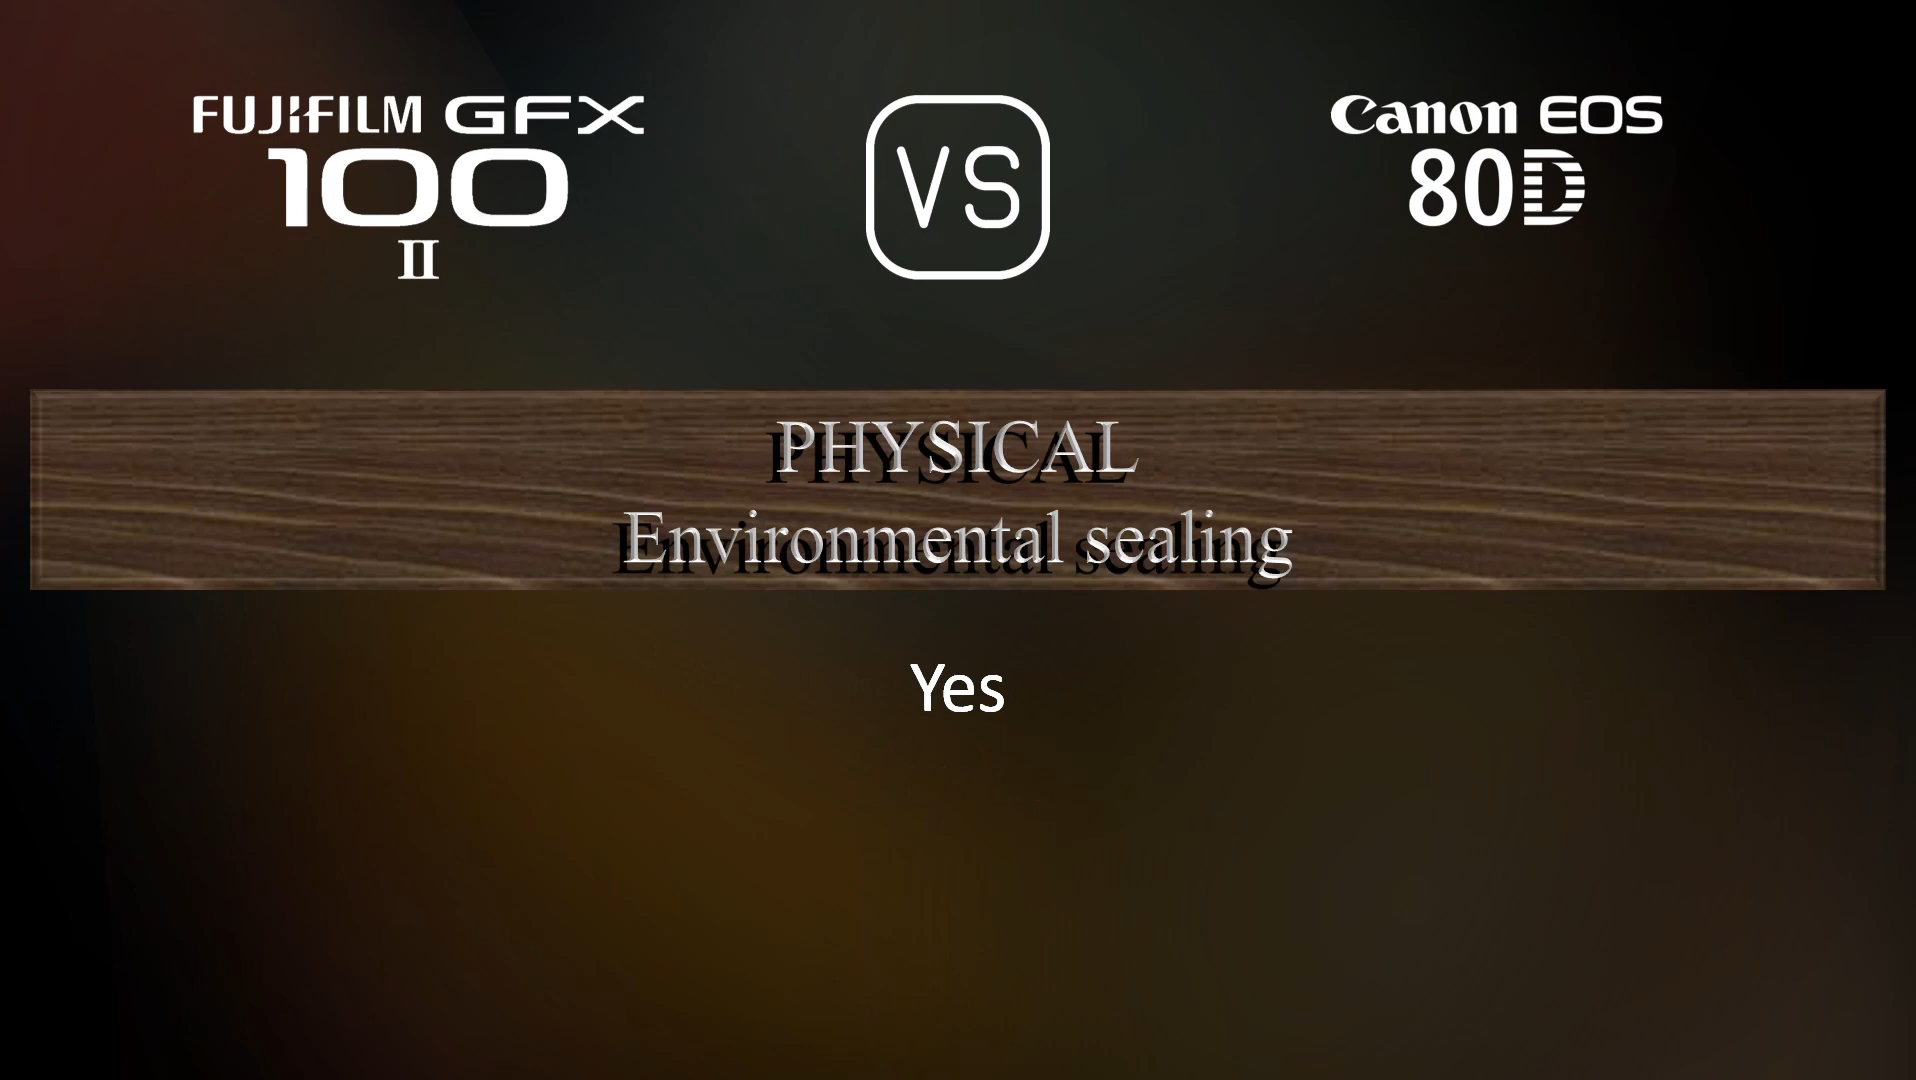 FUJIFILM GFX
100
II
VS
Canon EOS
80D
PHYSICAL
Environmental sealing
Yes